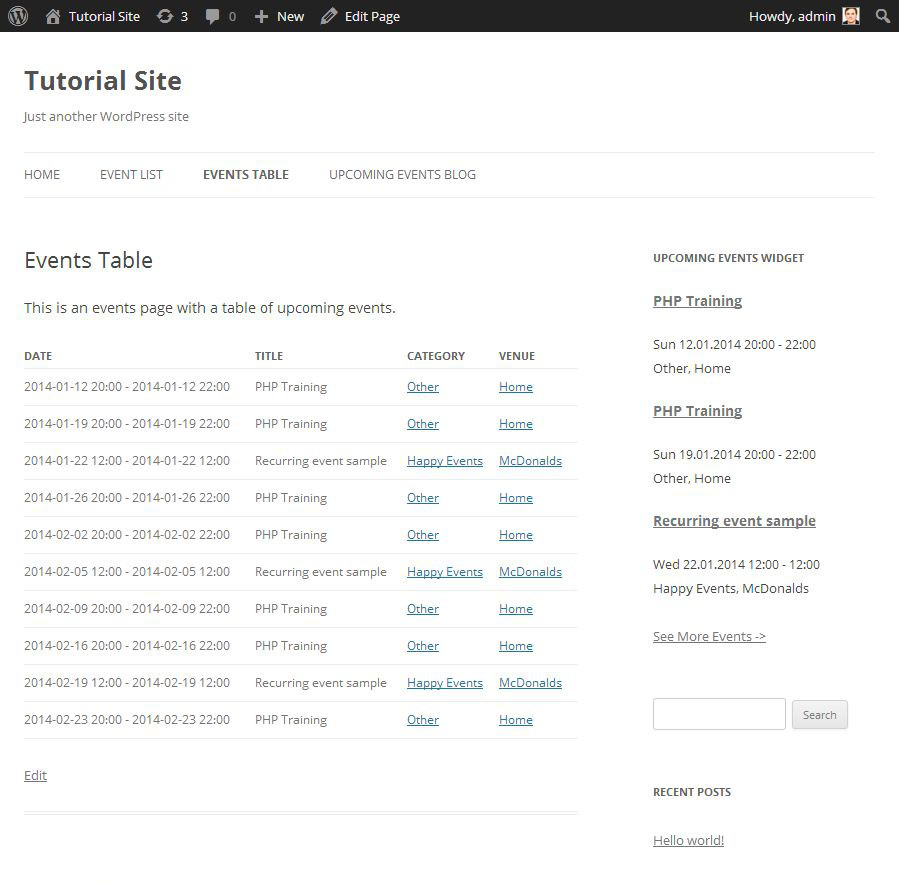 Tutorial Site 3 0 New Edit Page Howdy, admin
Tutorial Site
Just another WordPress site
HOME EVENT LIST EVENTS TABLE UPCOMING EVENTS BLOG
Events Table
This is an events page with a table of upcoming events.
DATE TITLE CATEGORY VENUE
2014-01-12 20:00 - 2014-01-12 22:00 PHP Training Other Home
2014-01-19 20:00 - 2014-01-19 22:00 PHP Training Other Home
2014-01-22 12:00 - 2014-01-22 12:00 Recurring event sample Happy Events McDonalds
2014-01-26 20:00 - 2014-01-26 22:00 PHP Training Other Home
2014-02-02 20:00 - 2014-02-02 22:00 PHP Training Other Home
2014-02-05 12:00 - 2014-02-05 12:00 Recurring event sample Happy Events McDonalds
2014-02-09 20:00 - 2014-02-09 22:00 PHP Training Other Home
2014-02-16 20:00 - 2014-02-16 22:00 PHP Training Other Home
2014-02-19 12:00 - 2014-02-19 12:00 Recurring event sample Happy Events McDonalds
2014-02-23 20:00 - 2014-02-23 22:00 PHP Training Other Home
Edit
UPCOMING EVENTS WIDGET
PHP Training
Sun 12.01.2014 20:00 - 22:00
Other, Home
PHP Training
Sun 19.01.2014 20:00 - 22:00
Other, Home
Recurring event sample
Wed 22.01.2014 12:00 - 12:00
Happy Events, McDonalds
See More Events ->
Search
RECENT POSTS
Hello world!